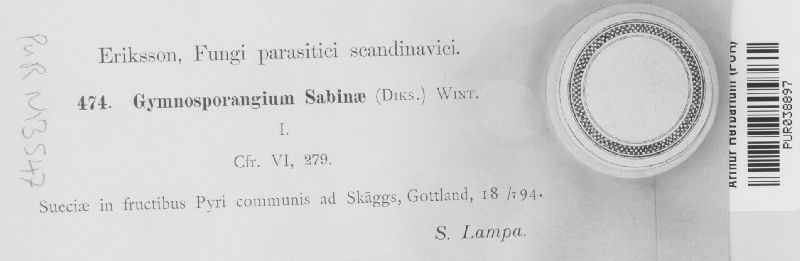 Eriksson, Fungi parasitici scandinavici.
474. Gymnosporangium Sabinæ (Diks.) Wint.
I.
Cfr. VI, 279.
Sueciæ in fructibus Pyri communis ad Skäggs, Gottland, 18 /7 94.
S. Lampa.
PUR N13547
Arthur Herbarium (PUR)
PUR038897